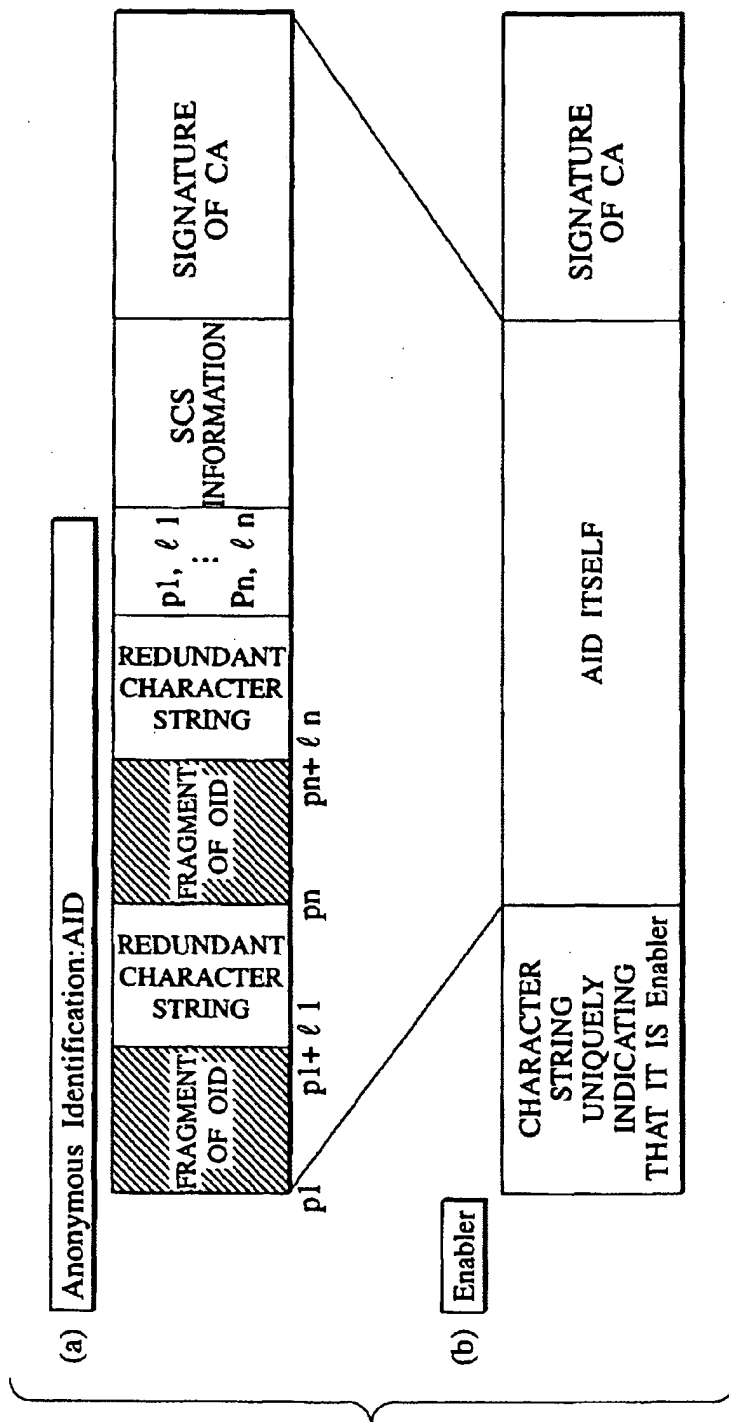 (a) Anonymous Identification:AID
FRAGMENT
OF OID
REDUNDANT
CHARACTER
STRING
FRAGMENT
OF OID
REDUNDANT
CHARACTER
STRING
p1, ℓ 1
⋮
Pn, ℓ n
SCS
INFORMATION
SIGNATURE
OF CA
p1
p1+ ℓ 1
pn
pn+ ℓ n
(b) Enabler
CHARACTER
STRING
UNIQUELY
INDICATING
THAT IT IS Enabler
AID ITSELF
SIGNATURE
OF CA